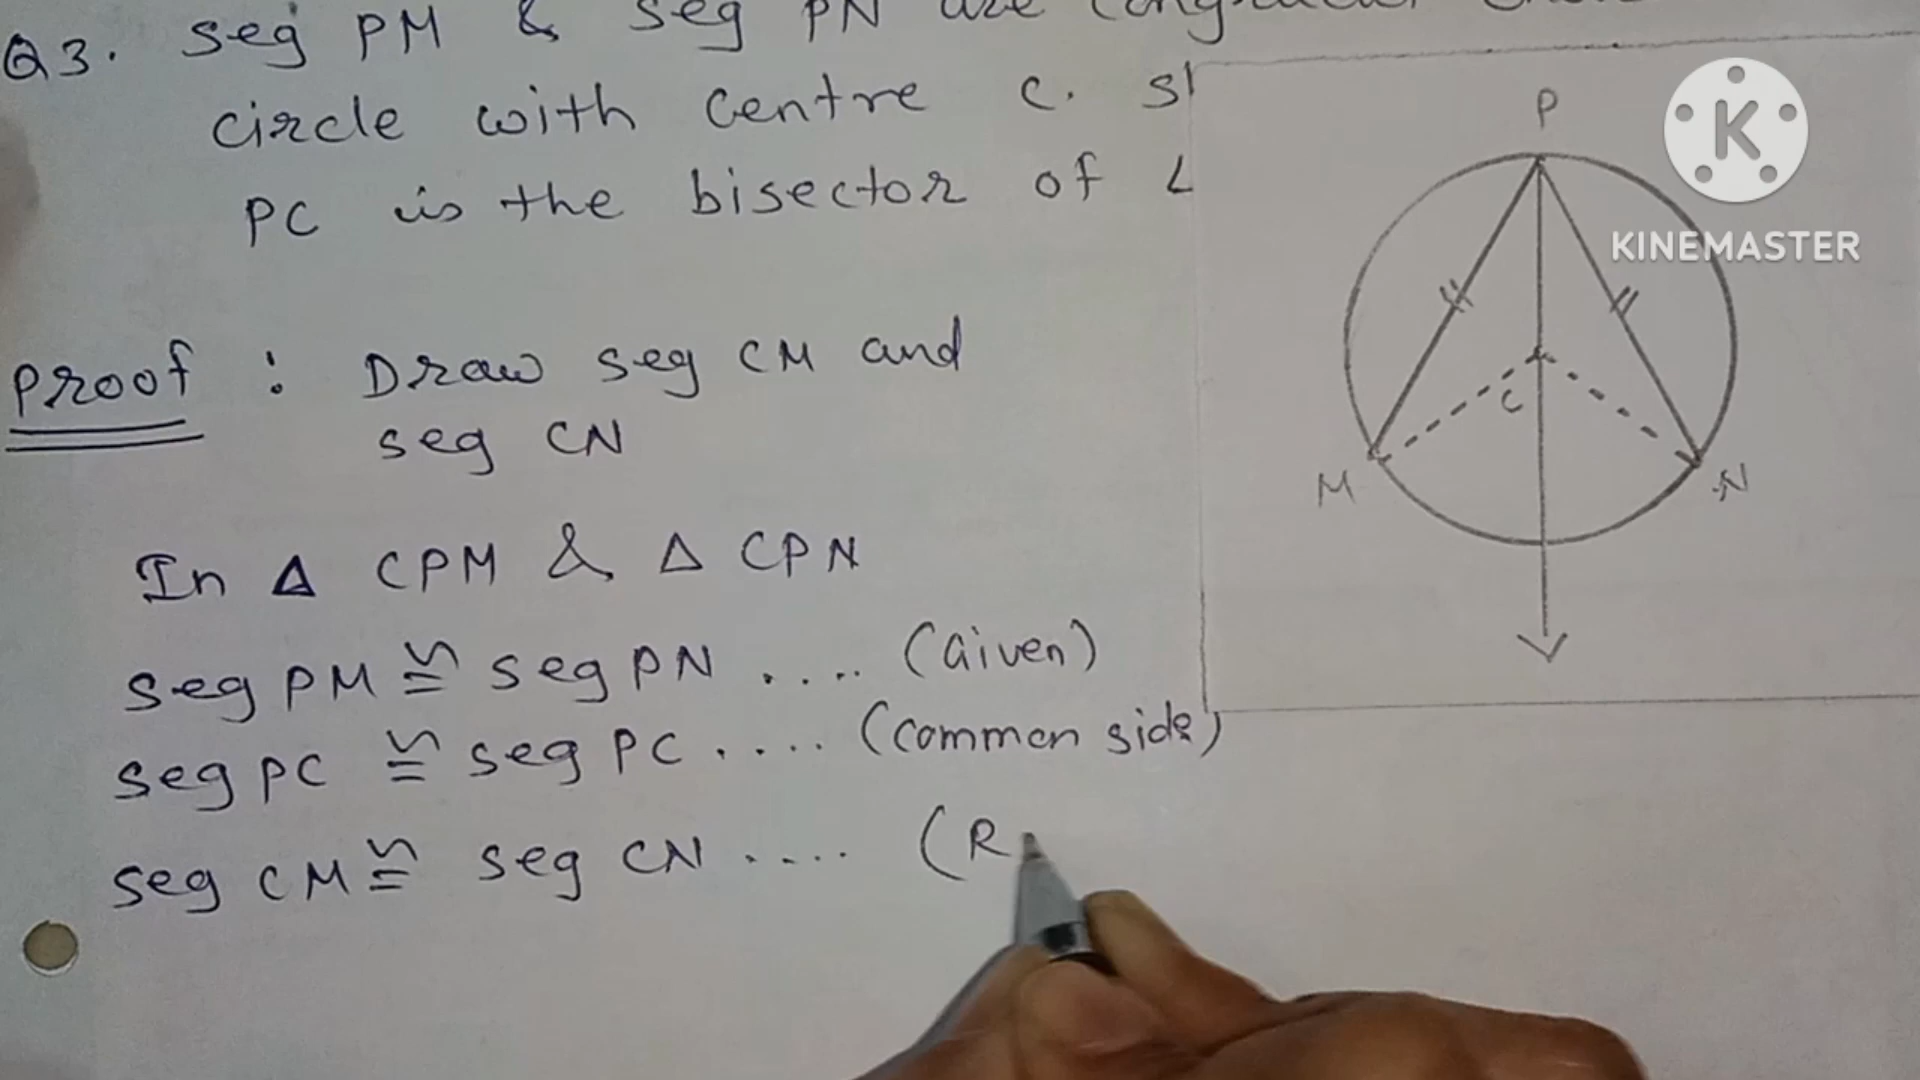 Q3. seg PM & seg PN are
circle with centre C.
PC is the bisector of ∠
Proof : Draw seg CM and
seg CN
In Δ CPM & Δ CPN
seg PM ≅ seg PN .... (Given)
seg PC ≅ seg PC .... (common side)
seg CM ≅ seg CN .... (R
P
C
M
N
K
KINEMASTER